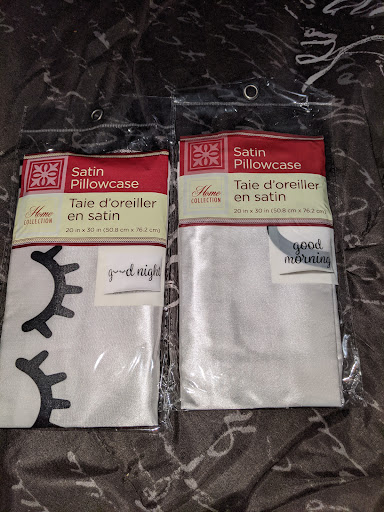 Satin
Pillowcase
Home
COLLECTION
Taie d'oreiller
en satin
20 in x 30 in (50.8 cm x 76.2 cm)
good night
Satin
Pillowcase
Home
COLLECTION
Taie d'oreiller
en satin
20 in x 30 in (50.8 cm x 76.2 cm)
good
morning